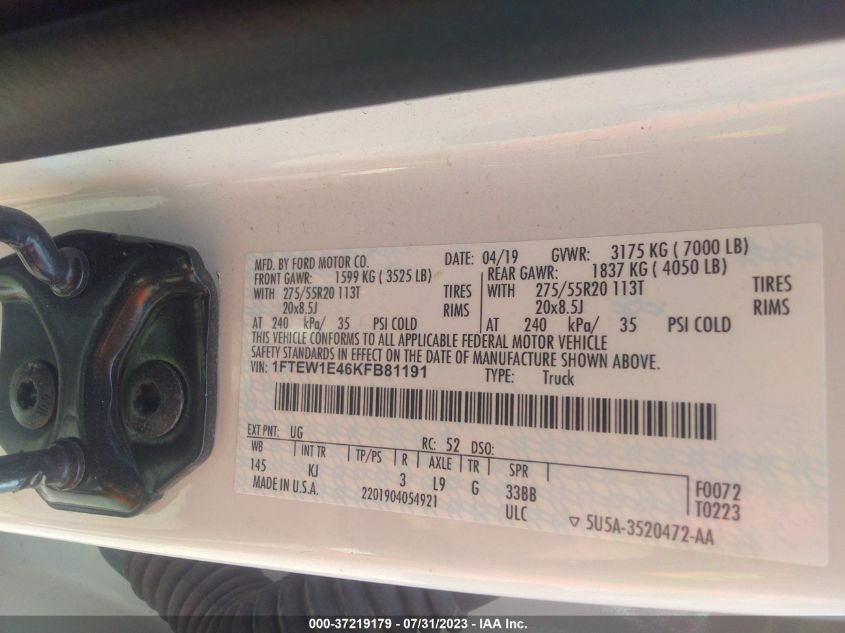 MFD. BY FORD MOTOR CO. DATE: 04/19 GVWR: 3175 KG ( 7000 LB)
FRONT GAWR: 1599 KG ( 3525 LB) REAR GAWR: 1837 KG ( 4050 LB)
WITH 275/55R20 113T TIRES WITH 275/55R20 113T TIRES
20x8.5J RIMS 20x8.5J RIMS
AT 240 kPa/ 35 PSI COLD AT 240 kPa/ 35 PSI COLD
THIS VEHICLE CONFORMS TO ALL APPLICABLE FEDERAL MOTOR VEHICLE
SAFETY STANDARDS IN EFFECT ON THE DATE OF MANUFACTURE SHOWN ABOVE.
VIN: 1FTEW1E46KFB81191 TYPE: Truck
EXT PNT: UG RC: 52 DSO:
WB INT TR TP/PS R AXLE TR SPR
145 KJ 3 L9 G 33BB F0072
MADE IN U.S.A. 2201904054921 ULC T0223
▽ 5U5A-3520472-AA
000-37219179 - 07/31/2023 - IAA Inc.